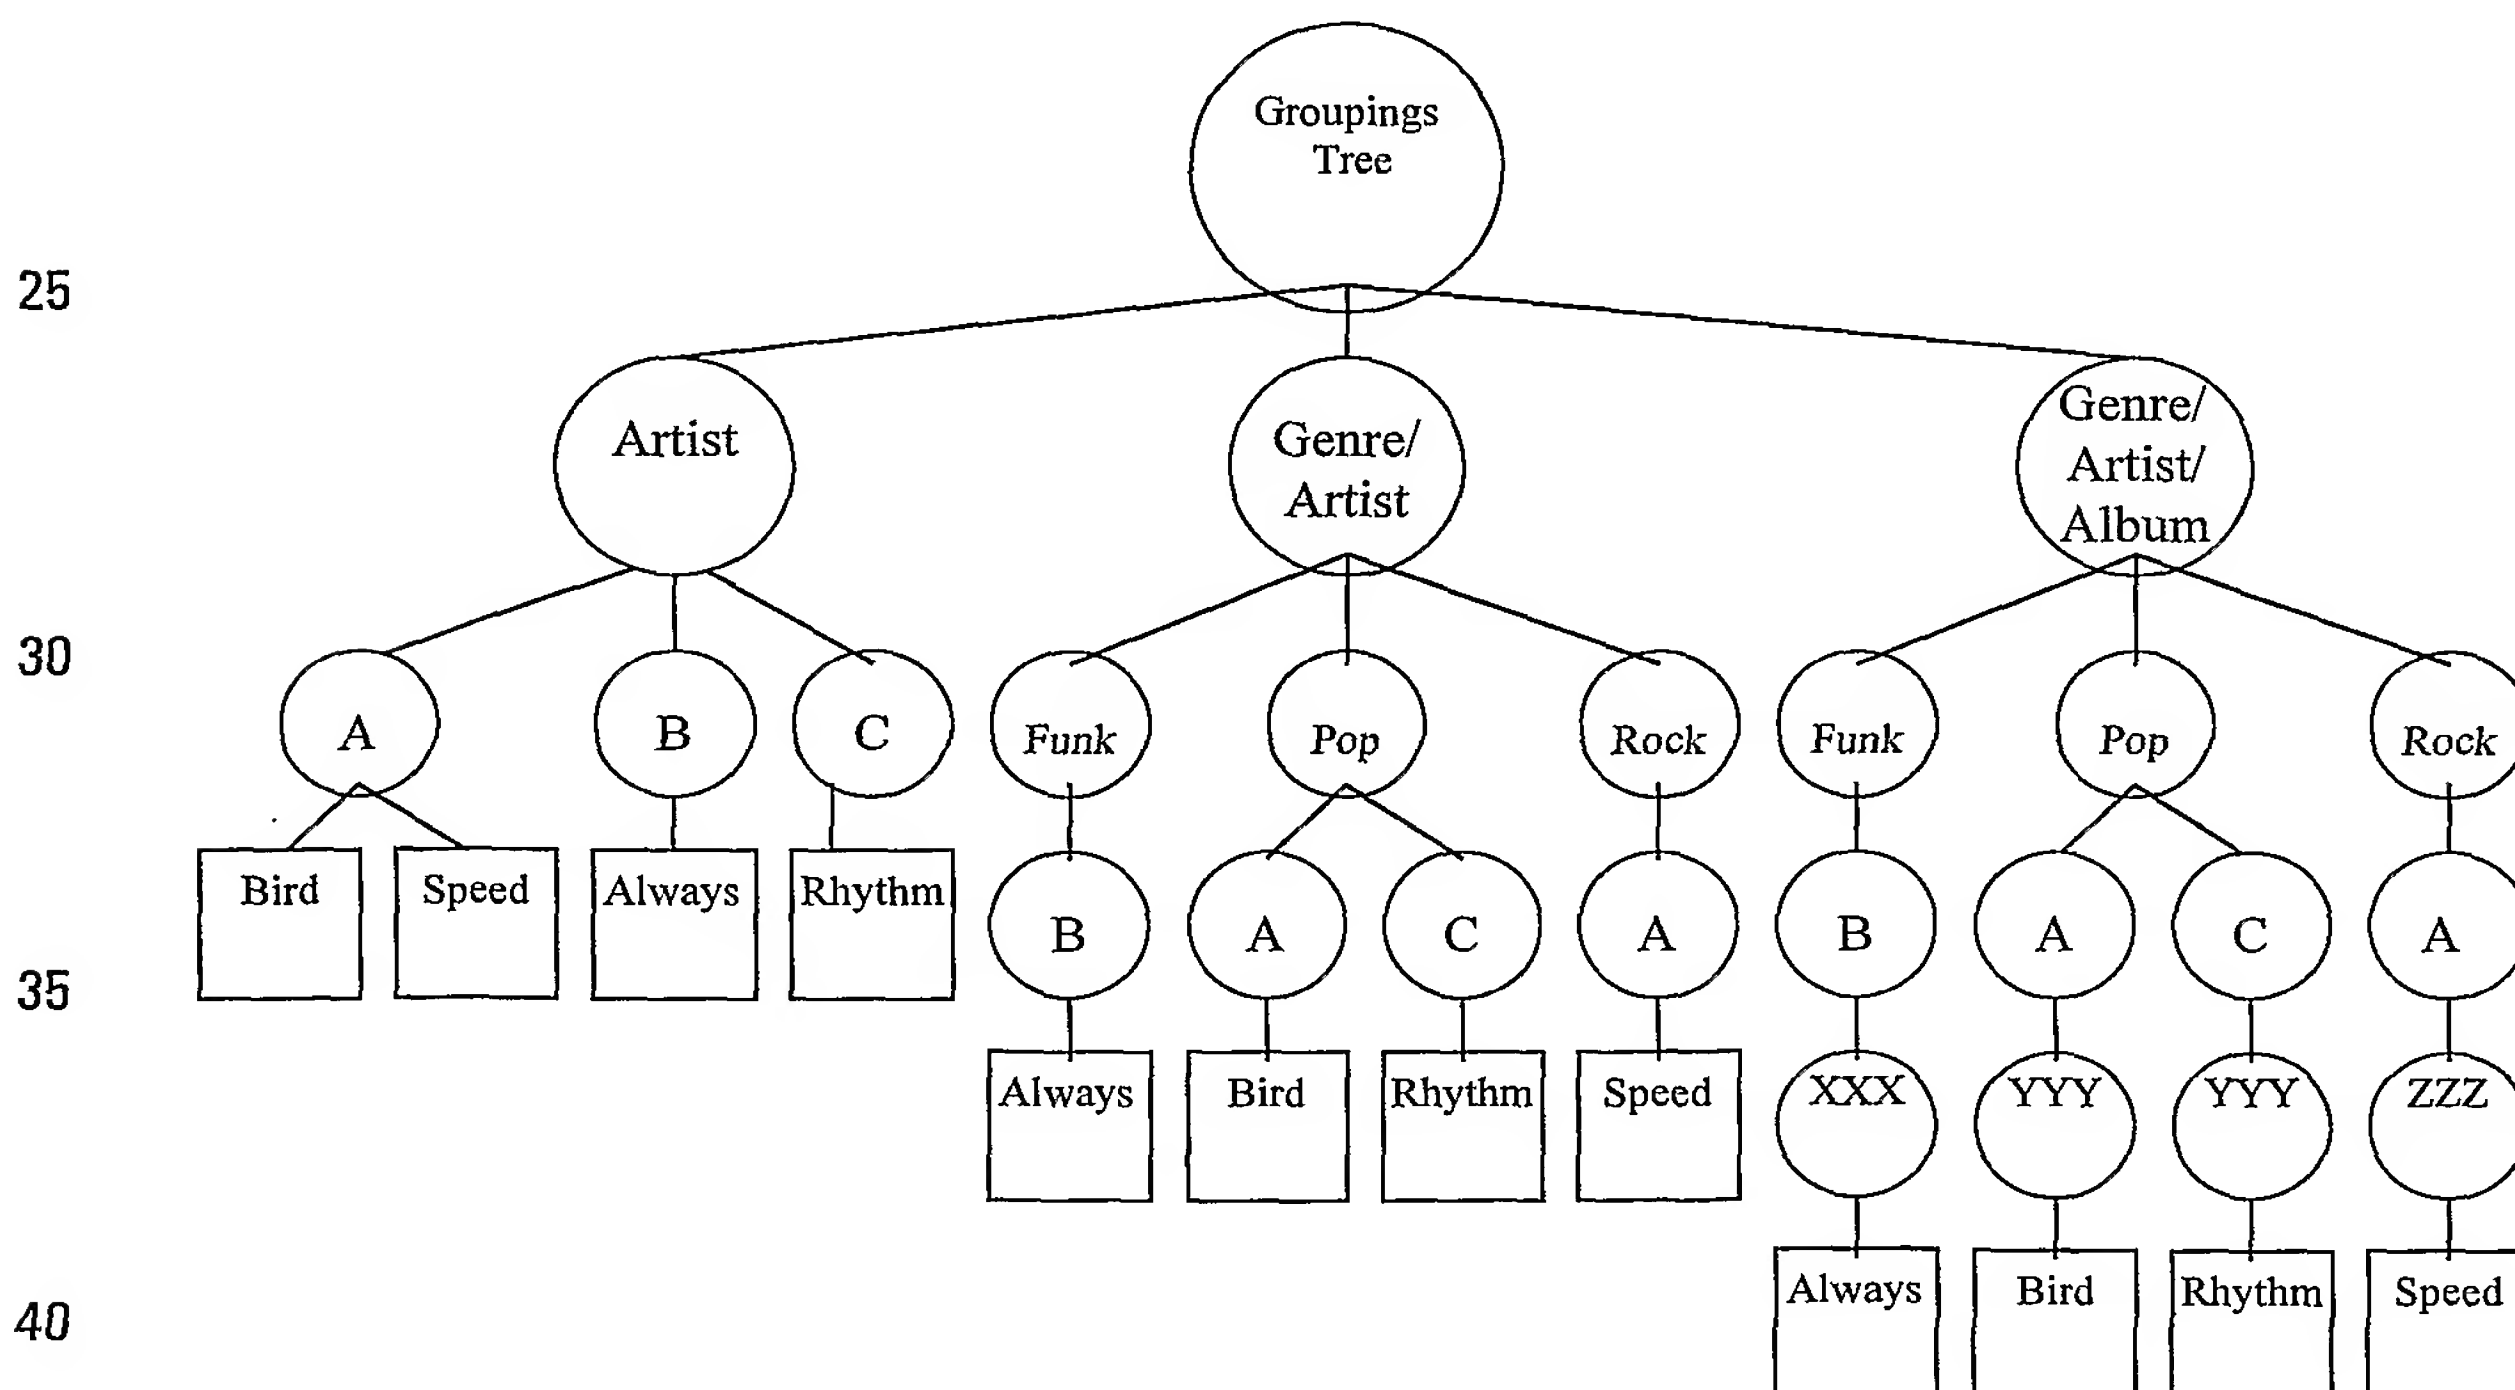 Groupings
Tree
25
Artist
Genre/
Artist
Genre/
Artist/
Album
30
A
B
C
Funk
Pop
Rock
Funk
Pop
Rock
Bird
Speed
Always
Rhythm
B
A
C
A
B
A
C
A
35
Always
Bird
Rhythm
Speed
XXX
YYY
YYY
ZZZ
40
Always
Bird
Rhythm
Speed